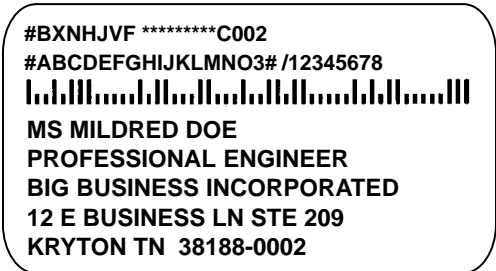 #BXNHJVF *********C002
#ABCDEFGHIJKLMNO3# /12345678
MS MILDRED DOE
PROFESSIONAL ENGINEER
BIG BUSINESS INCORPORATED
12 E BUSINESS LN STE 209
KRYTON TN 38188-0002